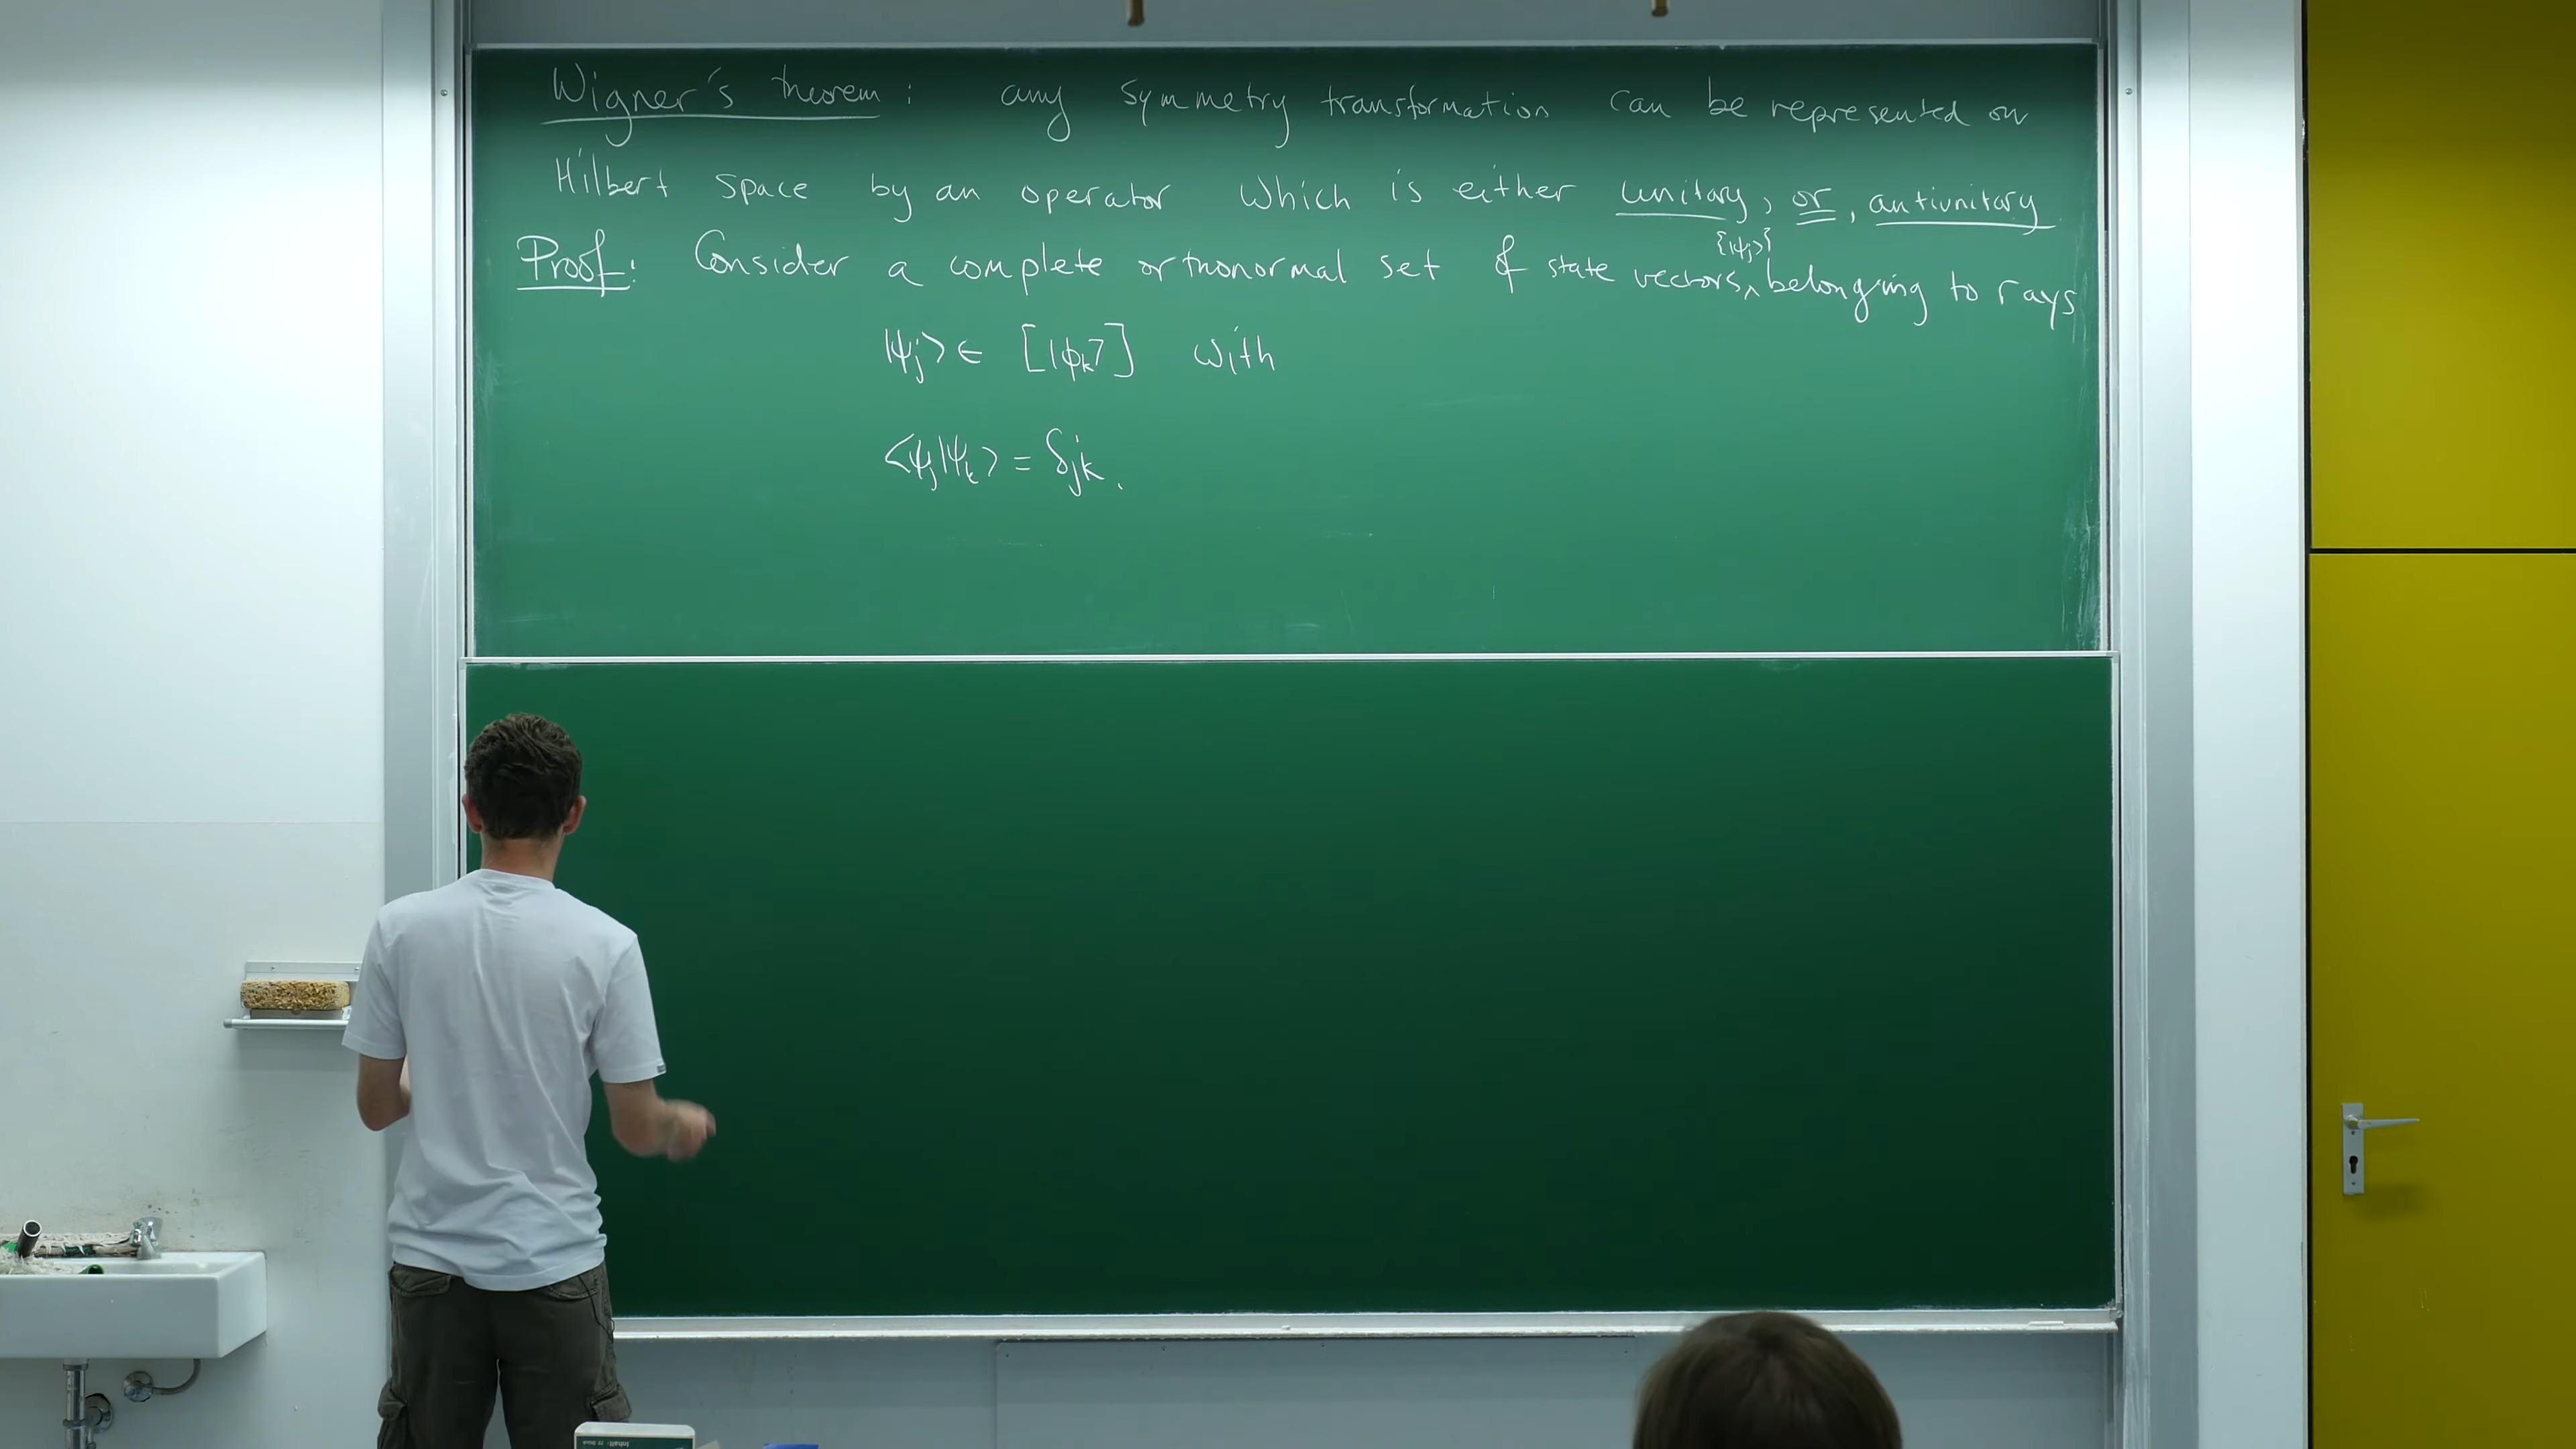 Wigner's theorem: any symmetry transformation can be represented on
Hilbert space by an operator which is either unitary, or, antiunitary
{|ψj>}
Proof: Consider a complete orthonormal set of state vectors, ^ belonging to rays
|ψj> ∈ [|ϕk>] with
<ψj|ψk> = δjk.